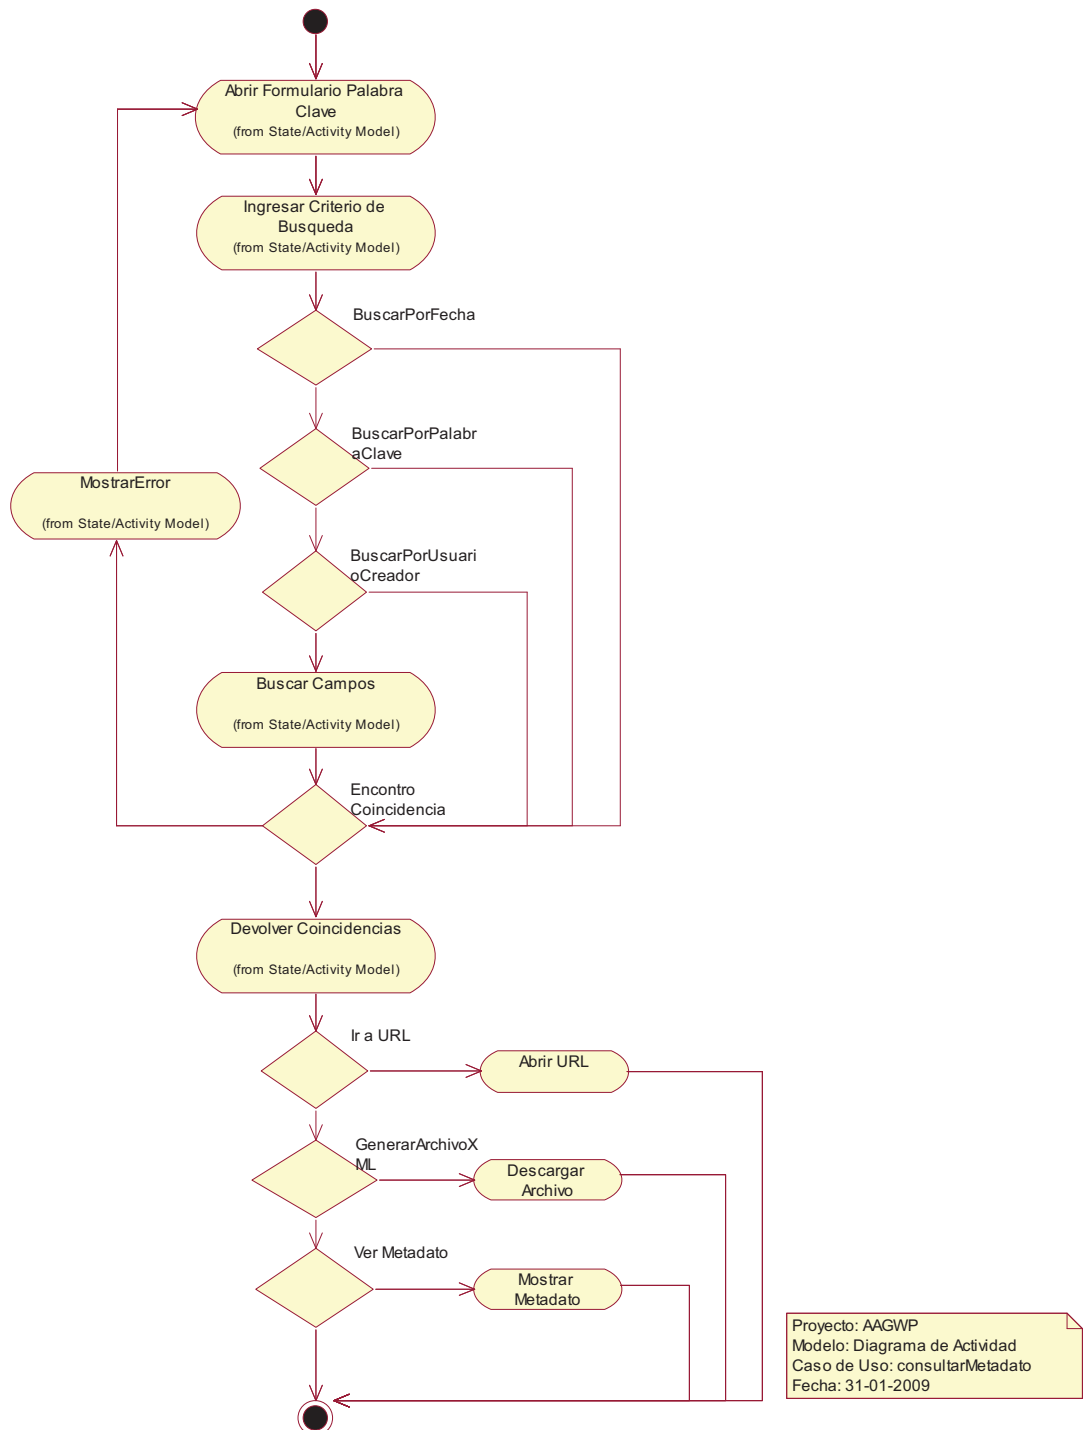 Abrir Formulario Palabra
Clave
(from State/Activity Model)
Ingresar Criterio de
Busqueda
(from State/Activity Model)
BuscarPorFecha
BuscarPorPalabr
aClave
MostrarError
(from State/Activity Model)
BuscarPorUsuari
oCreador
Buscar Campos
(from State/Activity Model)
Encontro
Coincidencia
Devolver Coincidencias
(from State/Activity Model)
Ir a URL
Abrir URL
GenerarArchivoX
ML
Descargar
Archivo
Ver Metadato
Mostrar
Metadato
Proyecto: AAGWP
Modelo: Diagrama de Actividad
Caso de Uso: consultarMetadato
Fecha: 31-01-2009